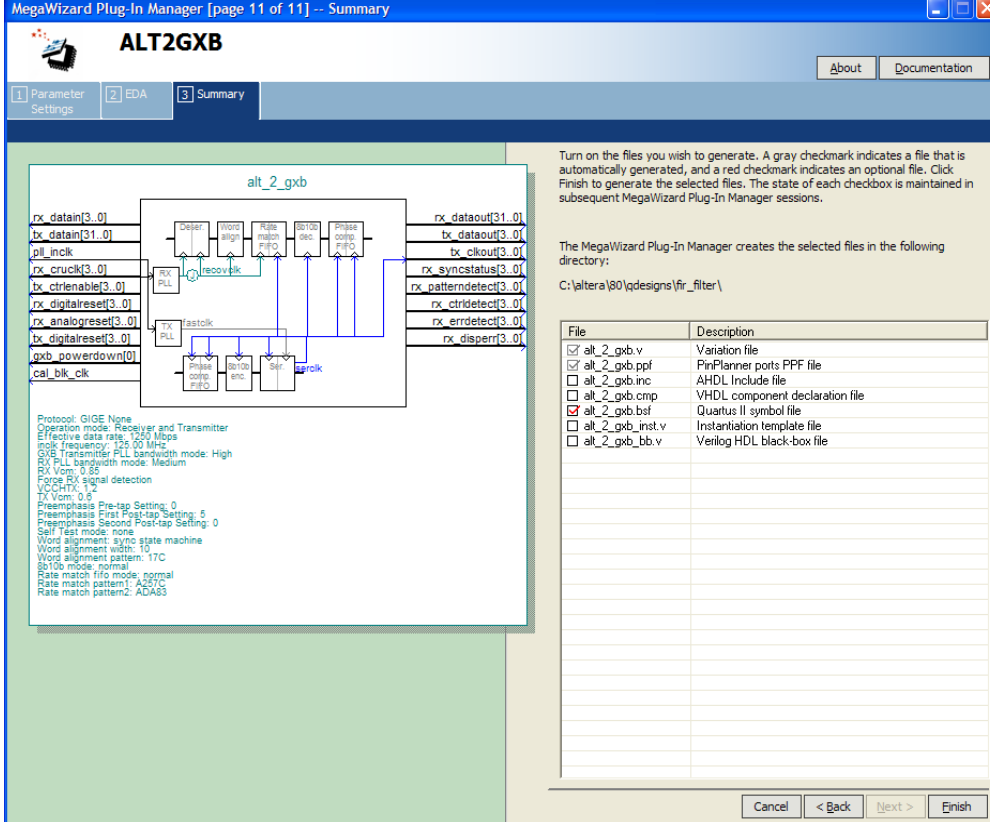 MegaWizard Plug-In Manager [page 11 of 11] -- Summary
ALT2GXB
About
Documentation
1 Parameter Settings
2 EDA
3 Summary
alt_2_gxb
rx_datain[3..0]
tx_datain[31..0]
pll_inclk
rx_cruclk[3..0]
tx_ctrlenable[3..0]
rx_digitalreset[3..0]
rx_analogreset[3..0]
tx_digitalreset[3..0]
gxb_powerdown[0]
cal_blk_clk
Deser.
Word align
Rate match FIFO
8b10b dec.
Phase comp. FIFO
RX PLL
recovclk
TX PLL
fastclk
Phase comp. FIFO
8b10b enc.
Ser.
serclk
rx_dataout[31..0]
tx_dataout[3..0]
tx_clkout[3..0]
rx_syncstatus[3..0]
rx_patterndetect[3..0]
rx_ctrldetect[3..0]
rx_errdetect[3..0]
rx_disperr[3..0]
Protocol: GIGE None
Operation mode: Receiver and Transmitter
Effective data rate: 1250 Mbps
inclk frequency: 125.00 MHz
GXB Transmitter PLL bandwidth mode: High
RX PLL bandwidth mode: Medium
RX Vcm: 0.85
Force RX signal detection
VCCHTX: 1.2
TX Vcm: 0.6
Preemphasis Pre-tap Setting: 0
Preemphasis First Post-tap Setting: 5
Preemphasis Second Post-tap Setting: 0
Self Test mode: none
Word alignment: sync state machine
Word alignment width: 10
Word alignment pattern: 17C
8b10b mode: normal
Rate match fifo mode: normal
Rate match pattern1: A257C
Rate match pattern2: ADA83
Turn on the files you wish to generate. A gray checkmark indicates a file that is
automatically generated, and a red checkmark indicates an optional file. Click
Finish to generate the selected files. The state of each checkbox is maintained in
subsequent MegaWizard Plug-In Manager sessions.
The MegaWizard Plug-In Manager creates the selected files in the following
directory:
C:\altera\80\qdesigns\fir_filter\
File Description
alt_2_gxb.v Variation file
alt_2_gxb.ppf PinPlanner ports PPF file
alt_2_gxb.inc AHDL Include file
alt_2_gxb.cmp VHDL component declaration file
alt_2_gxb.bsf Quartus II symbol file
alt_2_gxb_inst.v Instantiation template file
alt_2_gxb_bb.v Verilog HDL black-box file
Cancel
< Back
Next >
Finish